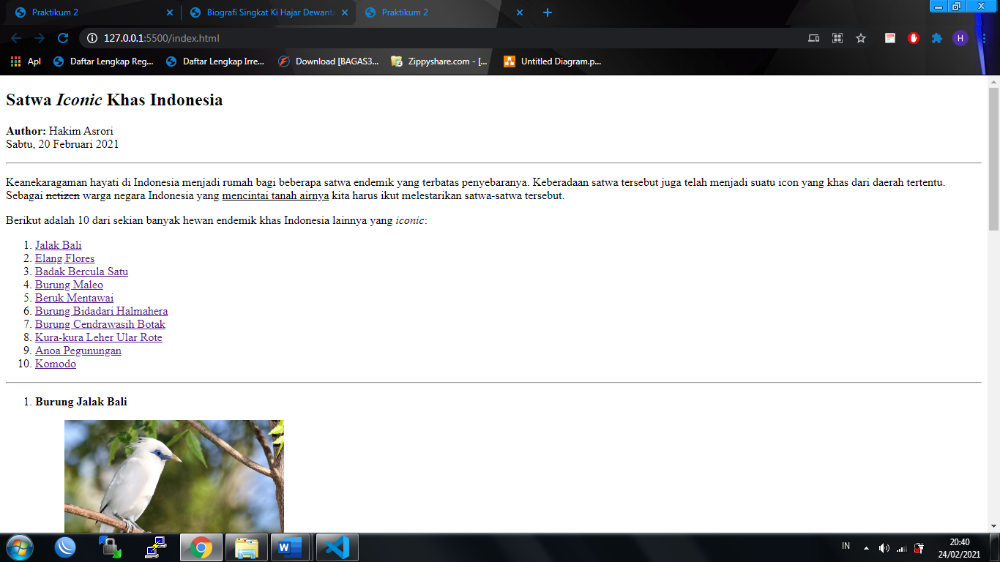 Praktikum 2
Biografi Singkat Ki Hajar Dewanta
Praktikum 2
127.0.0.1:5500/index.html
H
Apl
Daftar Lengkap Reg...
Daftar Lengkap Irre...
Download [BAGAS3...
Zippyshare.com - [...
Untitled Diagram.p...
Satwa Iconic Khas Indonesia
Author: Hakim Asrori
Sabtu, 20 Februari 2021
Keanekaragaman hayati di Indonesia menjadi rumah bagi beberapa satwa endemik yang terbatas penyebaranya. Keberadaan satwa tersebut juga telah menjadi suatu icon yang khas dari daerah tertentu.
Sebagai netizen warga negara Indonesia yang mencintai tanah airnya kita harus ikut melestarikan satwa-satwa tersebut.
Berikut adalah 10 dari sekian banyak hewan endemik khas Indonesia lainnya yang iconic:
1. Jalak Bali
2. Elang Flores
3. Badak Bercula Satu
4. Burung Maleo
5. Beruk Mentawai
6. Burung Bidadari Halmahera
7. Burung Cendrawasih Botak
8. Kura-kura Leher Ular Rote
9. Anoa Pegunungan
10. Komodo
1. Burung Jalak Bali
IN
20:40
24/02/2021